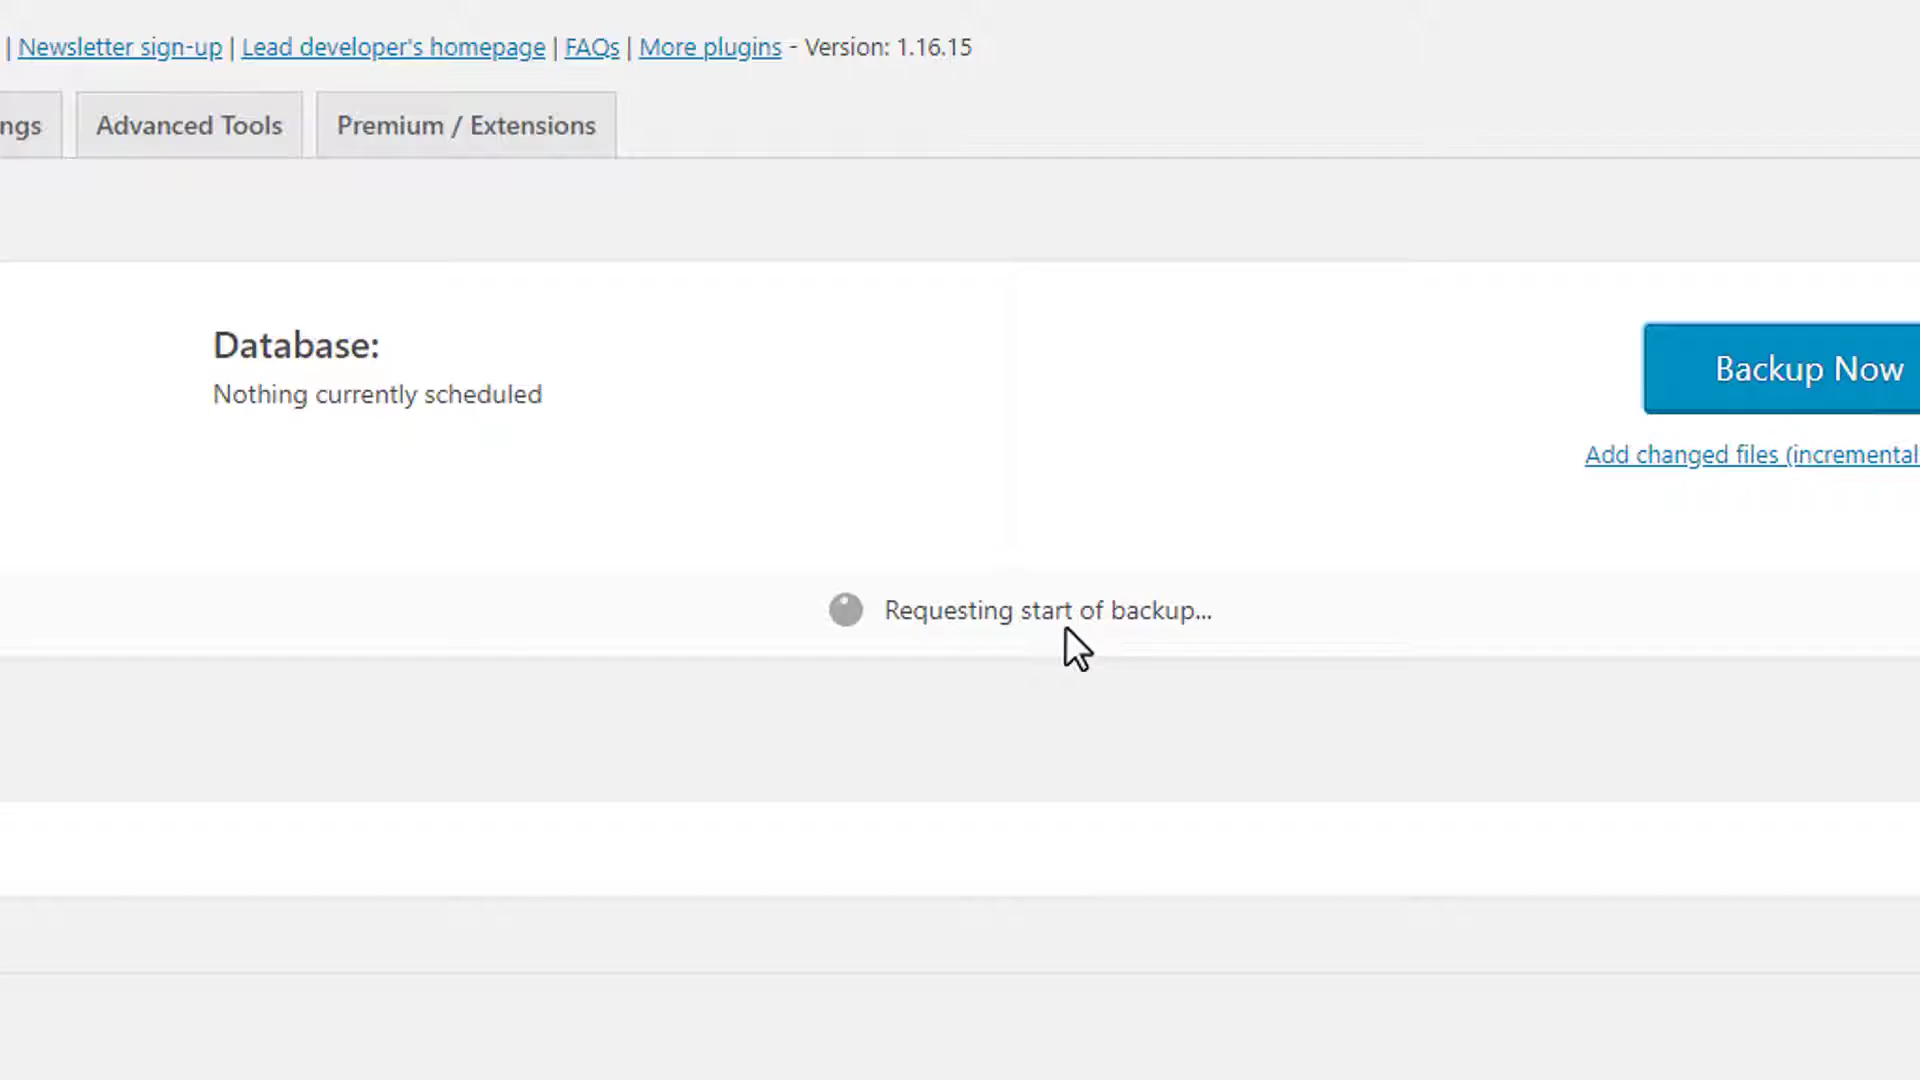 | Newsletter sign-up | Lead developer's homepage | FAQs | More plugins - Version: 1.16.15
ngs
Advanced Tools
Premium / Extensions
Database:
Nothing currently scheduled
Backup Now
Add changed files (incremental
Requesting start of backup...